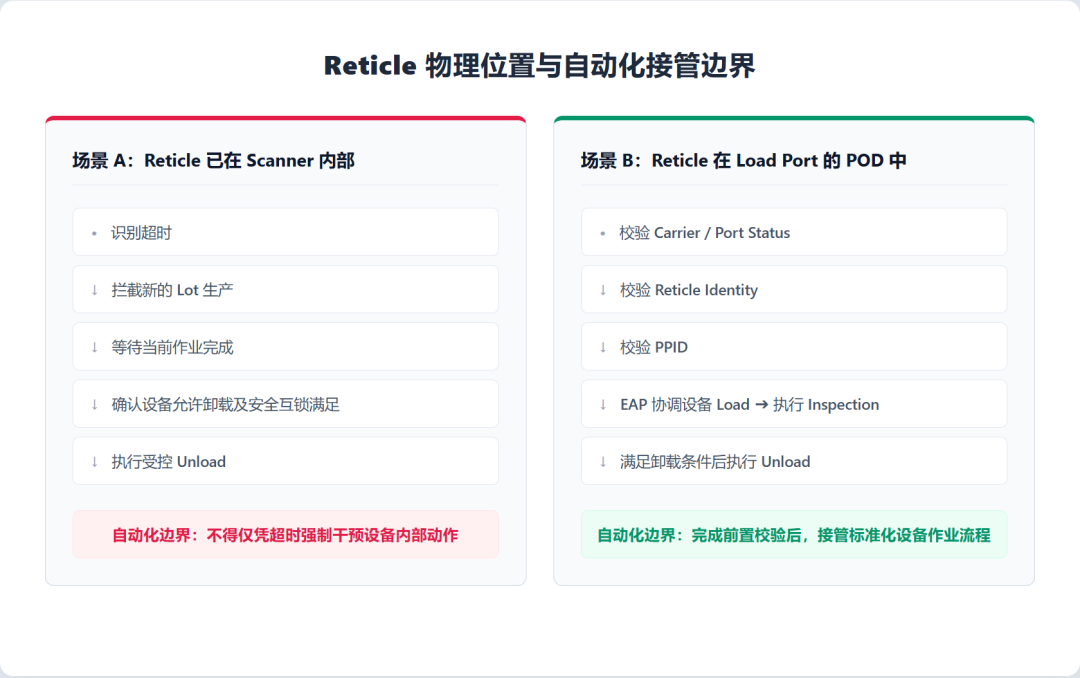 Reticle 物理位置与自动化接管边界
场景 A：Reticle 已在 Scanner 内部
• 识别超时
↓ 拦截新的 Lot 生产
↓ 等待当前作业完成
↓ 确认设备允许卸载及安全互锁满足
↓ 执行受控 Unload
自动化边界：不得仅凭超时强制干预设备内部动作
场景 B：Reticle 在 Load Port 的 POD 中
• 校验 Carrier / Port Status
↓ 校验 Reticle Identity
↓ 校验 PPID
↓ EAP 协调设备 Load ➔ 执行 Inspection
↓ 满足卸载条件后执行 Unload
自动化边界：完成前置校验后，接管标准化设备作业流程